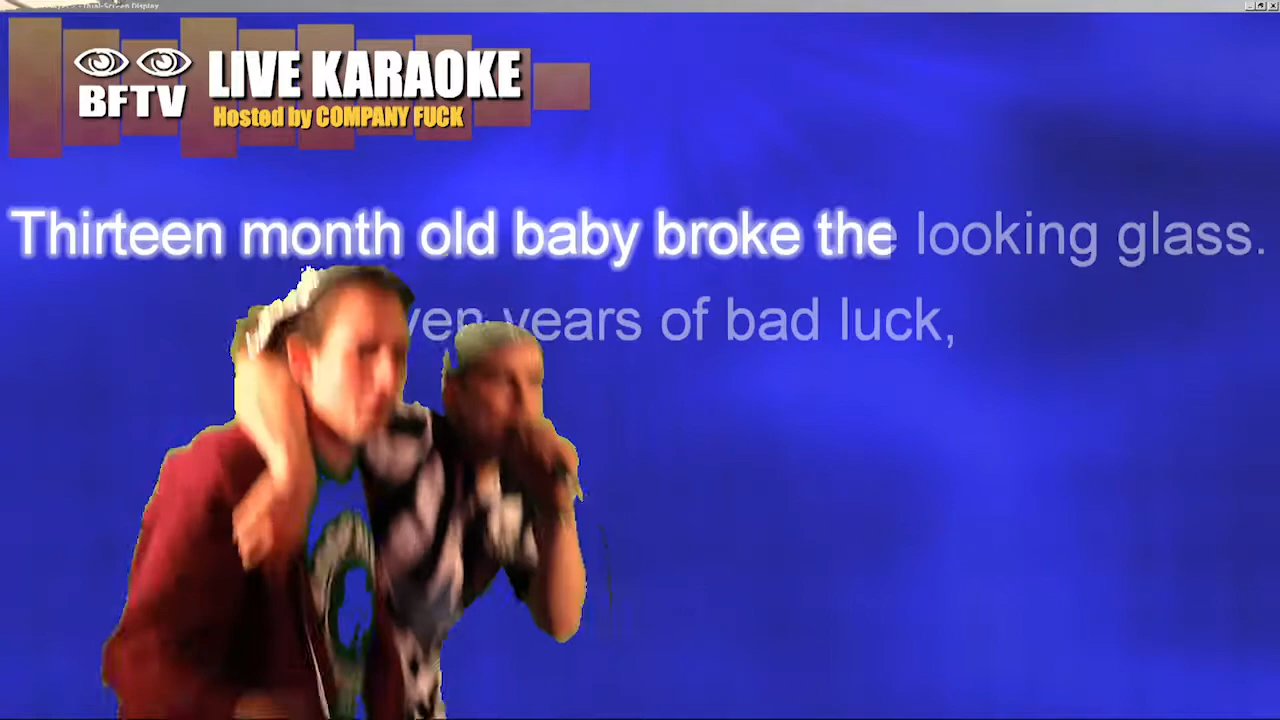 BFTV
LIVE KARAOKE
Hosted by COMPANY FUCK
Thirteen month old baby broke the looking glass.
years of bad luck,